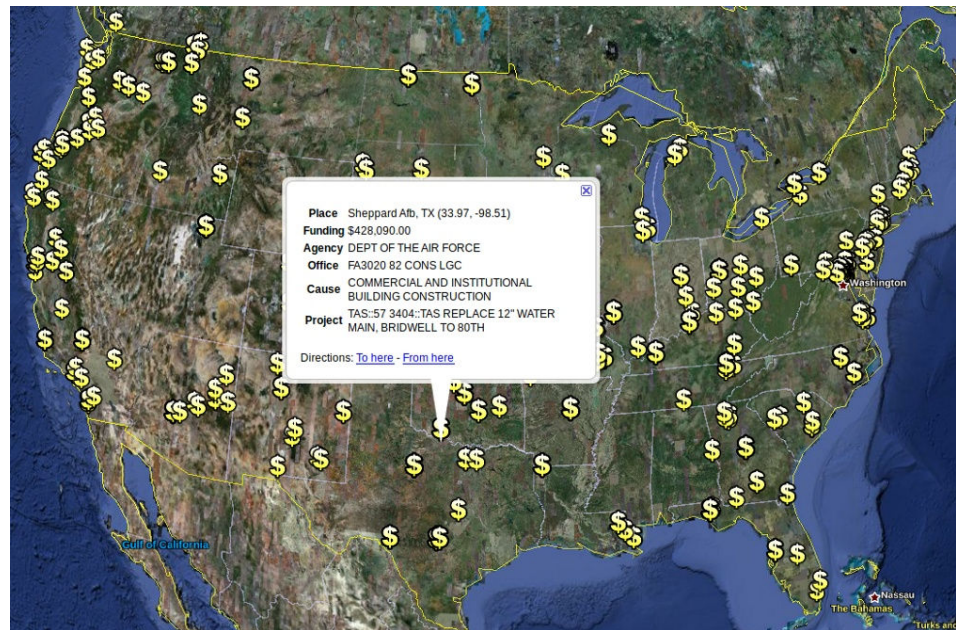 Place Sheppard Afb, TX (33.97, -98.51)
Funding $428,090.00
Agency DEPT OF THE AIR FORCE
Office FA3020 82 CONS LGC
Cause COMMERCIAL AND INSTITUTIONAL
BUILDING CONSTRUCTION
Project TAS::57 3404::TAS REPLACE 12" WATER
MAIN, BRIDWELL TO 80TH
Directions: To here - From here
Washington
Gulf of California
Nassau
The Bahamas
Turks and